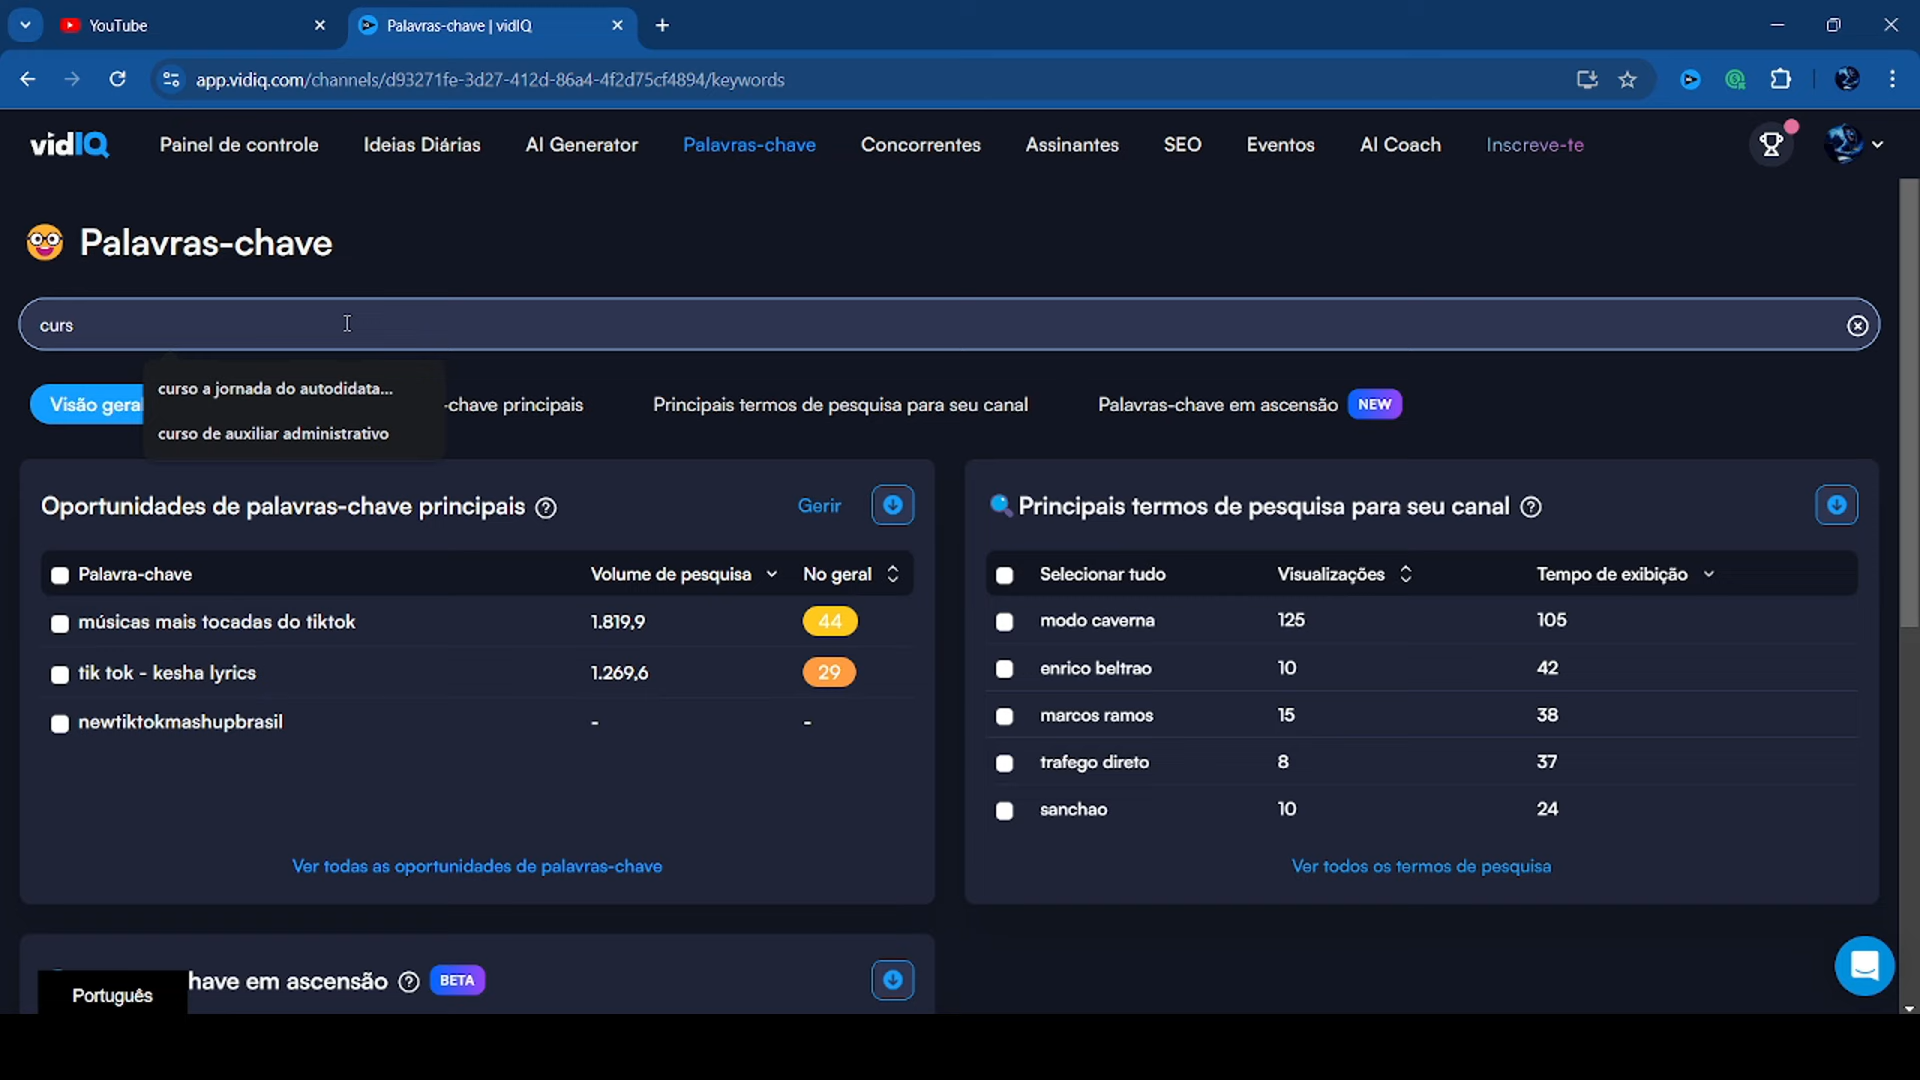 YouTube
Palavras-chave | vidIQ
app.vidiq.com/channels/d93271fe-3d27-412d-86a4-4f2d75cf4894/keywords
vidIQ
Painel de controle
Ideias Diárias
AI Generator
Palavras-chave
Concorrentes
Assinantes
SEO
Eventos
AI Coach
Inscreve-te
Palavras-chave
curs
curso a jornada do autodidata...
curso de auxiliar administrativo
Visão geral
-chave principais
Principais termos de pesquisa para seu canal
Palavras-chave em ascensão NEW
Oportunidades de palavras-chave principais
Gerir
Palavra-chave Volume de pesquisa No geral
músicas mais tocadas do tiktok 1.819,9 44
tik tok - kesha lyrics 1.269,6 29
newtiktokmashupbrasil - -
Ver todas as oportunidades de palavras-chave
Principais termos de pesquisa para seu canal
Selecionar tudo Visualizações Tempo de exibição
modo caverna 125 105
enrico beltrao 10 42
marcos ramos 15 38
trafego direto 8 37
sanchao 10 24
Ver todos os termos de pesquisa
have em ascensão BETA
Português